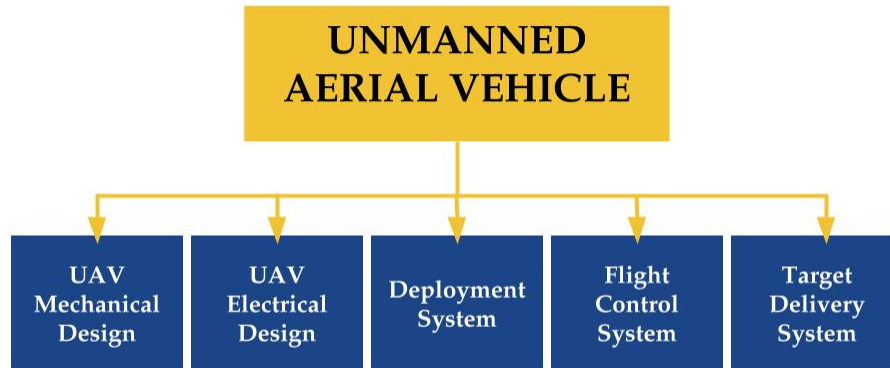 UNMANNED
AERIAL VEHICLE
UAV
Mechanical
Design
UAV
Electrical
Design
Deployment
System
Flight
Control
System
Target
Delivery
System